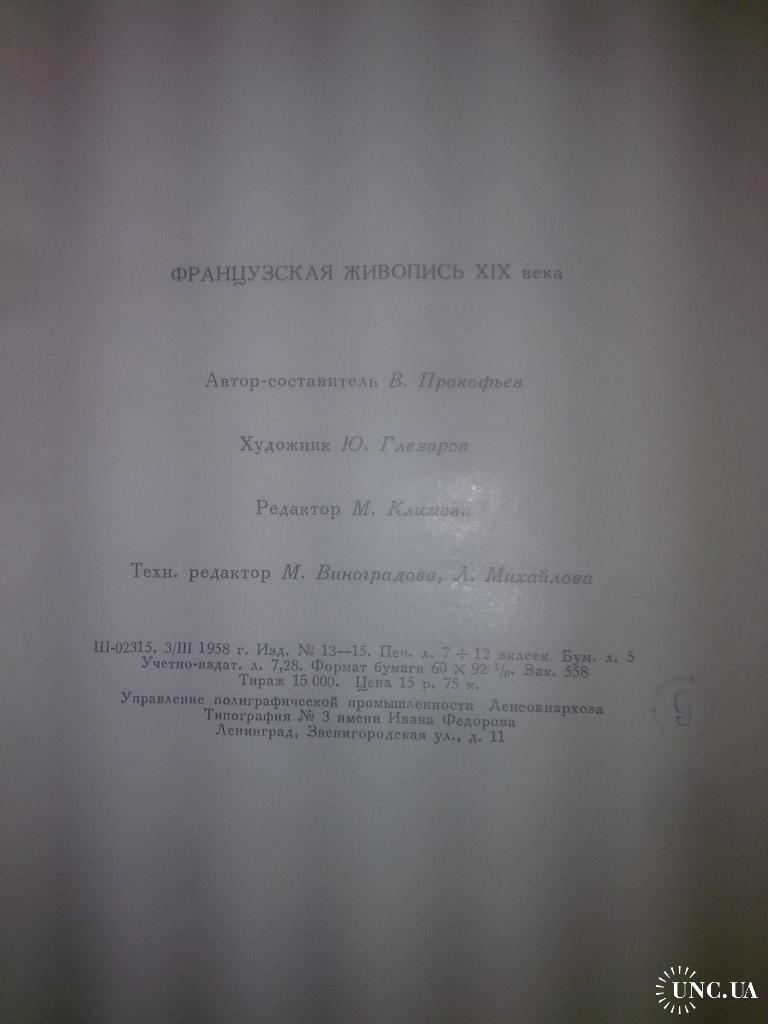 ФРАНЦУЗСКАЯ ЖИВОПИСЬ XIX века
Автор-составитель В. Прокофьев
Художник Ю. Глезаров
Редактор М. Климова
Техн. редактор М. Виноградова, Л. Михайлова
Ш-02315. 3/III 1958 г. Изд. № 13—15. Печ. л. 7 + 12 вклеек. Бум. л. 5
Учетно-издат. л. 7,28. Формат бумаги 60 × 92 1/8. Зак. 558
Тираж 15 000. Цена 15 р. 75 к.
Управление полиграфической промышленности Ленсовнархоза
Типография № 3 имени Ивана Федорова
Ленинград, Звенигородская ул., д. 11
UNC.UA